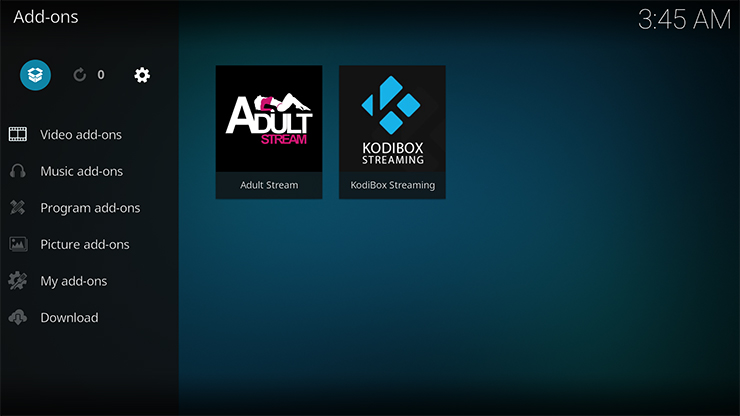 Add-ons
3:45 AM
0
Video add-ons
Music add-ons
Program add-ons
Picture add-ons
My add-ons
Download
ADULT
STREAM
Adult Stream
KODIBOX
STREAMING
KodiBox Streaming